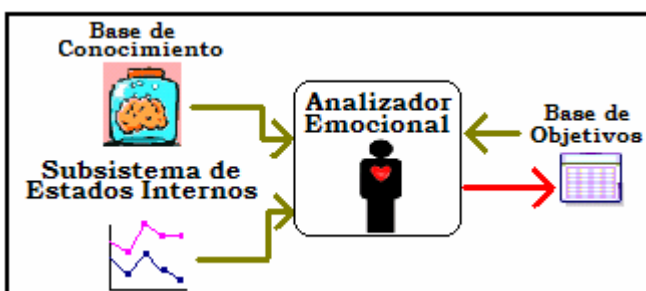 Base de
Conocimiento
Subsistema de
Estados Internos
Analizador
Emocional
Base de
Objetivos